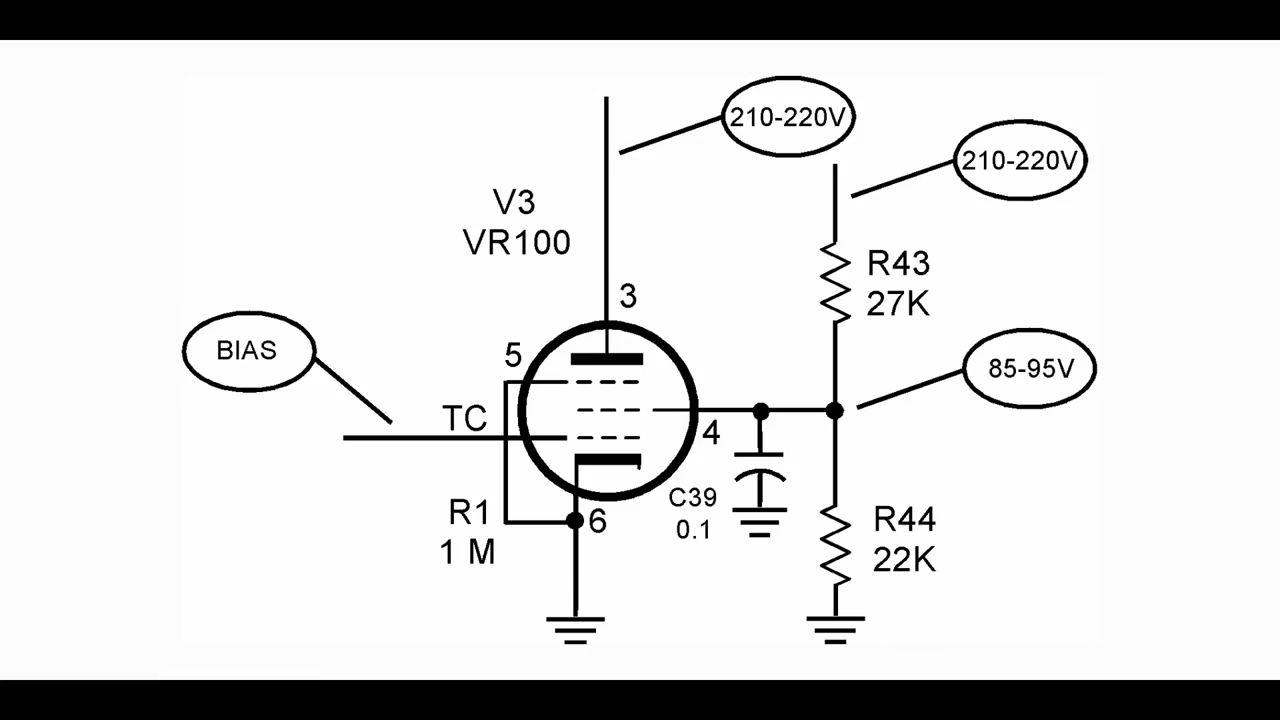 210-220V
210-220V
V3
VR100
R43
27K
3
BIAS
5
85-95V
TC
4
C39
0.1
R1
1 M
6
R44
22K